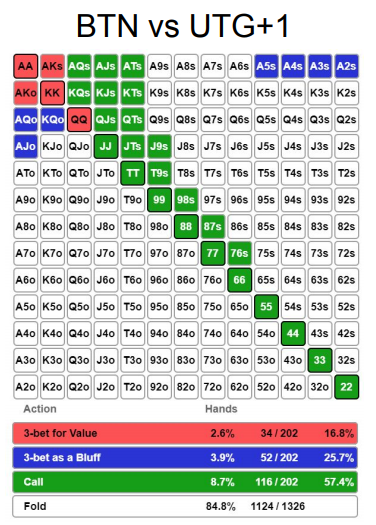 BTN vs UTG+1
AA AKs AQs AJs ATs A9s A8s A7s A6s A5s A4s A3s A2s
AKo KK KQs KJs KTs K9s K8s K7s K6s K5s K4s K3s K2s
AQo KQo QQ QJs QTs Q9s Q8s Q7s Q6s Q5s Q4s Q3s Q2s
AJo KJo QJo JJ JTs J9s J8s J7s J6s J5s J4s J3s J2s
ATo KTo QTo JTo TT T9s T8s T7s T6s T5s T4s T3s T2s
A9o K9o Q9o J9o T9o 99 98s 97s 96s 95s 94s 93s 92s
A8o K8o Q8o J8o T8o 98o 88 87s 86s 85s 84s 83s 82s
A7o K7o Q7o J7o T7o 97o 87o 77 76s 75s 74s 73s 72s
A6o K6o Q6o J6o T6o 96o 86o 76o 66 65s 64s 63s 62s
A5o K5o Q5o J5o T5o 95o 85o 75o 65o 55 54s 53s 52s
A4o K4o Q4o J4o T4o 94o 84o 74o 64o 54o 44 43s 42s
A3o K3o Q3o J3o T3o 93o 83o 73o 63o 53o 43o 33 32s
A2o K2o Q2o J2o T2o 92o 82o 72o 62o 52o 42o 32o 22
Action Hands
3-bet for Value 2.6% 34 / 202 16.8%
3-bet as a Bluff 3.9% 52 / 202 25.7%
Call 8.7% 116 / 202 57.4%
Fold 84.8% 1124 / 1326